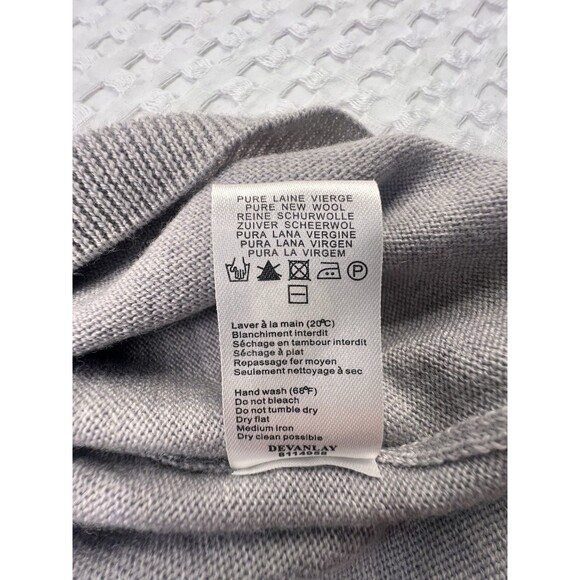 PURE LAINE VIERGE
PURE NEW WOOL
REINE SCHURWOLLE
ZUIVER SCHEERWOL
PURA LANA VERGINE
PURA LANA VIRGEN
PURA LA VIRGEM
P
Laver à la main (20°C)
Blanchiment interdit
Séchage en tambour interdit
Séchage à plat
Repassage fer moyen
Seulement nettoyage à sec
Hand wash (68°F)
Do not bleach
Do not tumble dry
Dry flat
Medium iron
Dry clean possible
DEVANLAY